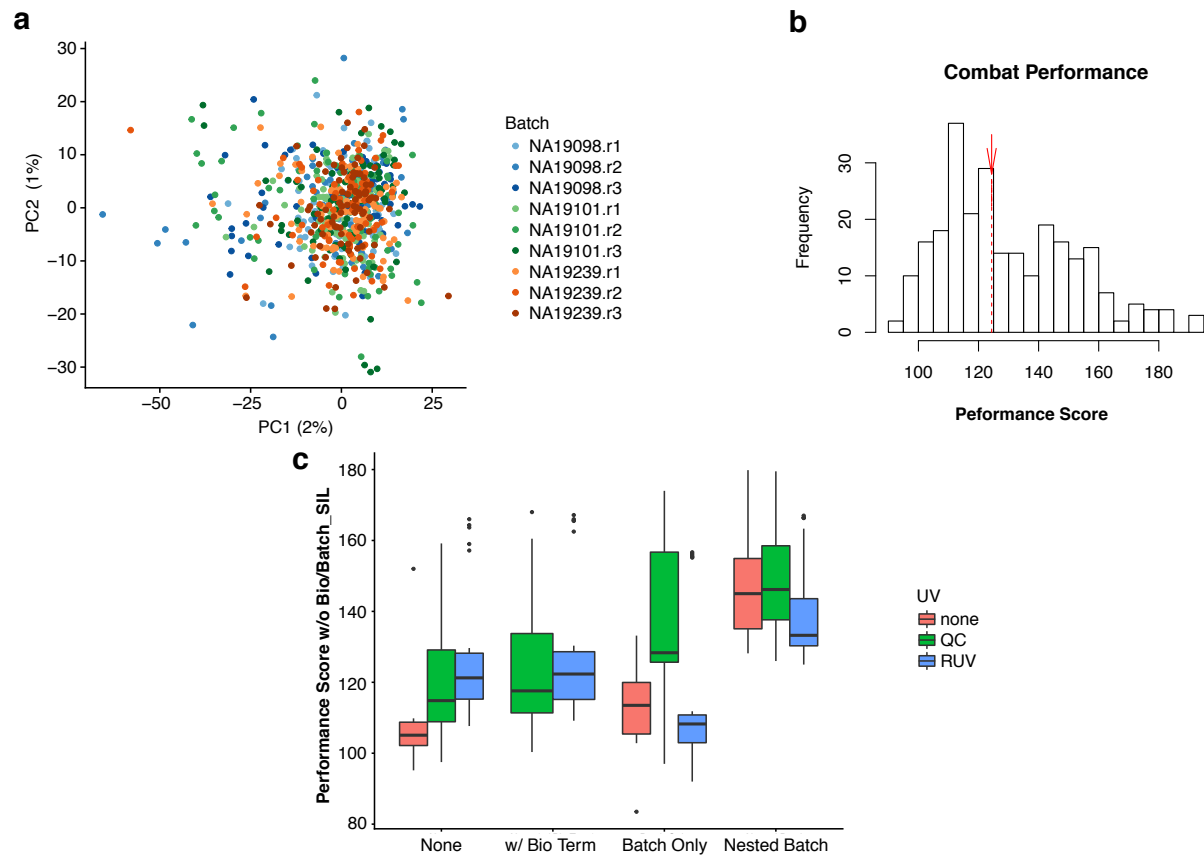 a
PC2 (1%)
30
20
10
0
−10
−20
−30
−50
−25
0
25
PC1 (2%)
Batch
NA19098.r1
NA19098.r2
NA19098.r3
NA19101.r1
NA19101.r2
NA19101.r3
NA19239.r1
NA19239.r2
NA19239.r3
b
Combat Performance
Frequency
30
20
10
0
100 120 140 160 180
Peformance Score
c
Performance Score w/o Bio/Batch_SIL
180
160
140
120
100
80
None w/ Bio Term Batch Only Nested Batch
UV
none
QC
RUV